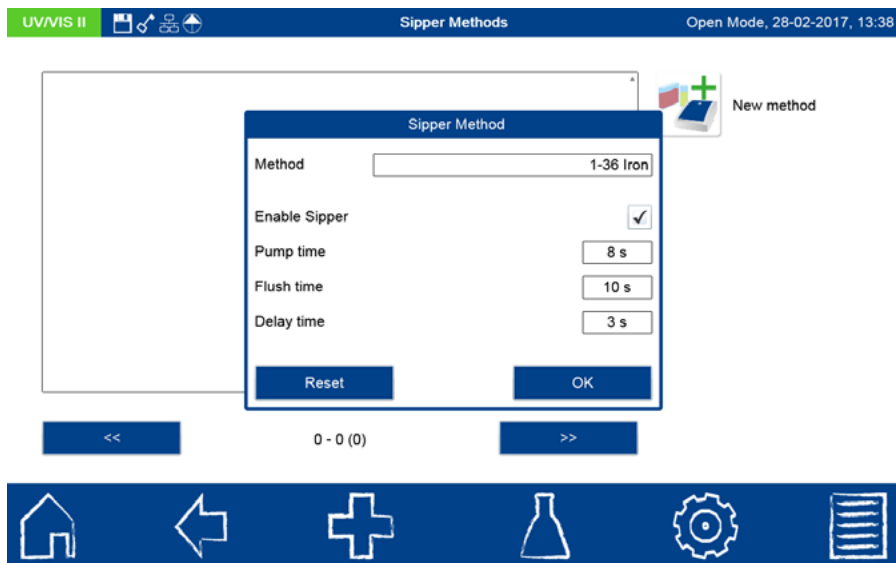 UV/VIS II Sipper Methods Open Mode, 28-02-2017, 13:38
New method
Sipper Method
Method 1-36 Iron
Enable Sipper
Pump time 8 s
Flush time 10 s
Delay time 3 s
Reset OK
<< 0 - 0 (0) >>